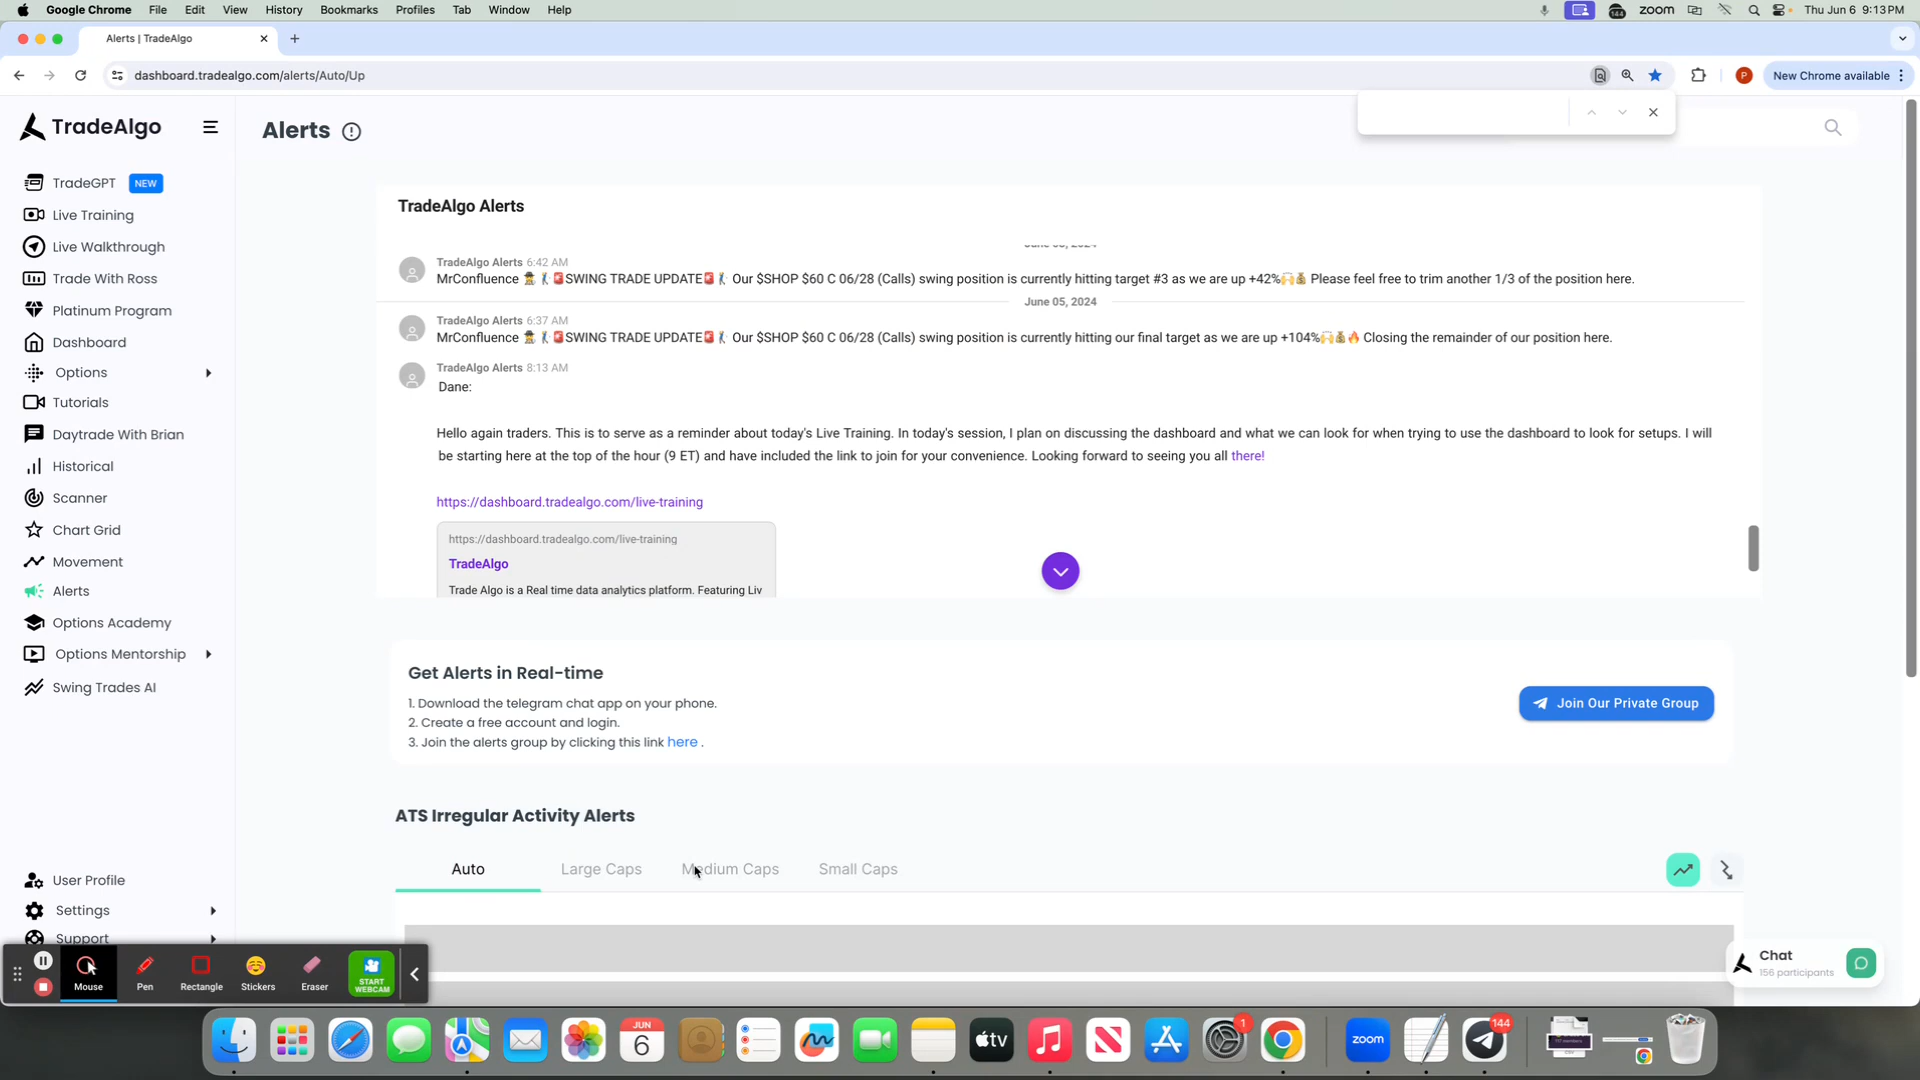 Google Chrome File Edit View History Bookmarks Profiles Tab Window Help
144
zoom
Thu Jun 6 9:13 PM
Alerts | TradeAlgo
dashboard.tradealgo.com/alerts/Auto/Up
P
New Chrome available
TradeAlgo
TradeGPT NEW
Live Training
Live Walkthrough
Trade With Ross
Platinum Program
Dashboard
Options
Tutorials
Daytrade With Brian
Historical
Scanner
Chart Grid
Movement
Alerts
Options Academy
Options Mentorship
Swing Trades AI
User Profile
Settings
Support
Alerts
TradeAlgo Alerts
TradeAlgo Alerts 6:42 AM
MrConfluence 🕵️🏌️🚨SWING TRADE UPDATE🚨🏌️ Our $SHOP $60 C 06/28 (Calls) swing position is currently hitting target #3 as we are up +42%🙌💰 Please feel free to trim another 1/3 of the position here.
June 05, 2024
TradeAlgo Alerts 6:37 AM
MrConfluence 🕵️🏌️🚨SWING TRADE UPDATE🚨🏌️ Our $SHOP $60 C 06/28 (Calls) swing position is currently hitting our final target as we are up +104%🙌💰🔥 Closing the remainder of our position here.
TradeAlgo Alerts 8:13 AM
Dane:
Hello again traders. This is to serve as a reminder about today's Live Training. In today's session, I plan on discussing the dashboard and what we can look for when trying to use the dashboard to look for setups. I will
be starting here at the top of the hour (9 ET) and have included the link to join for your convenience. Looking forward to seeing you all there!
https://dashboard.tradealgo.com/live-training
https://dashboard.tradealgo.com/live-training
TradeAlgo
Trade Algo is a Real time data analytics platform. Featuring Liv
Get Alerts in Real-time
1. Download the telegram chat app on your phone.
2. Create a free account and login.
3. Join the alerts group by clicking this link here .
Join Our Private Group
ATS Irregular Activity Alerts
Auto Large Caps Medium Caps Small Caps
Chat
156 participants
Mouse Pen Rectangle Stickers Eraser
START
WEBCAM
JUN
6
tv
1
zoom
144